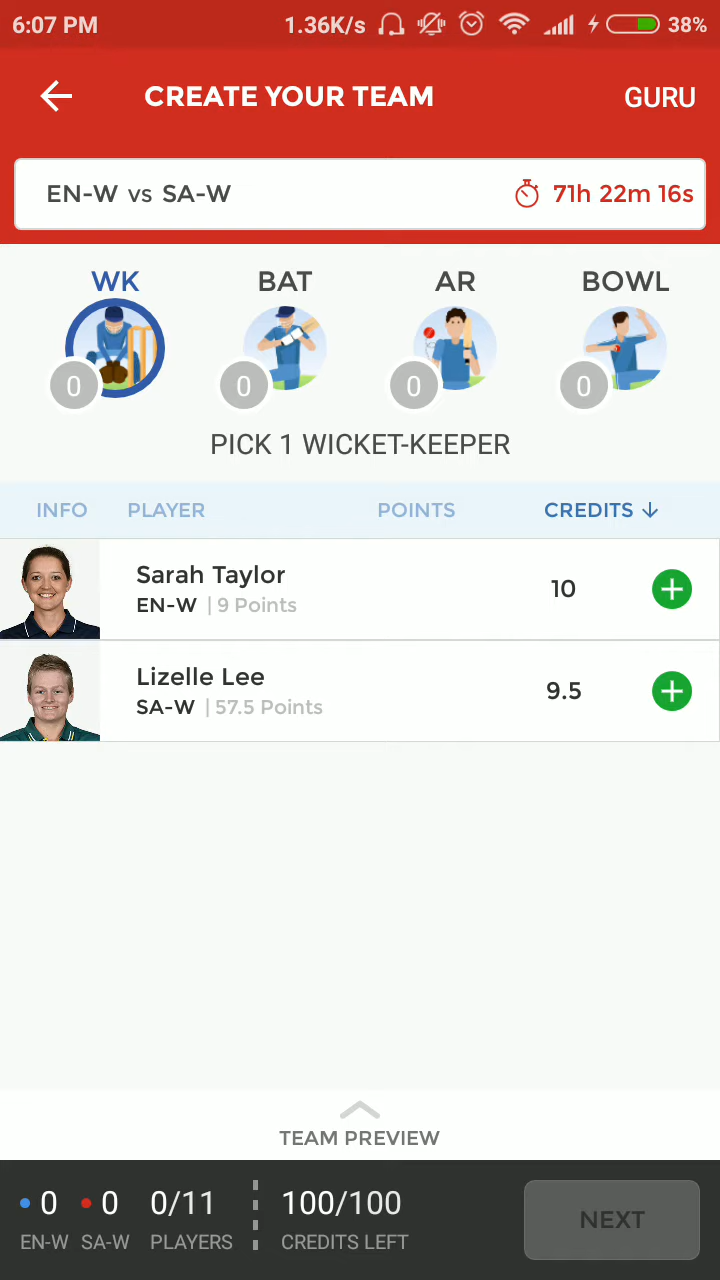 6:07 PM 1.36K/s 38%
CREATE YOUR TEAM GURU
EN-W vs SA-W 71h 22m 16s
WK BAT AR BOWL
0 0 0 0
PICK 1 WICKET-KEEPER
INFO PLAYER POINTS CREDITS ↓
Sarah Taylor
EN-W | 9 Points 10
Lizelle Lee
SA-W | 57.5 Points 9.5
TEAM PREVIEW
0 0 0/11 100/100
EN-W SA-W PLAYERS CREDITS LEFT
NEXT